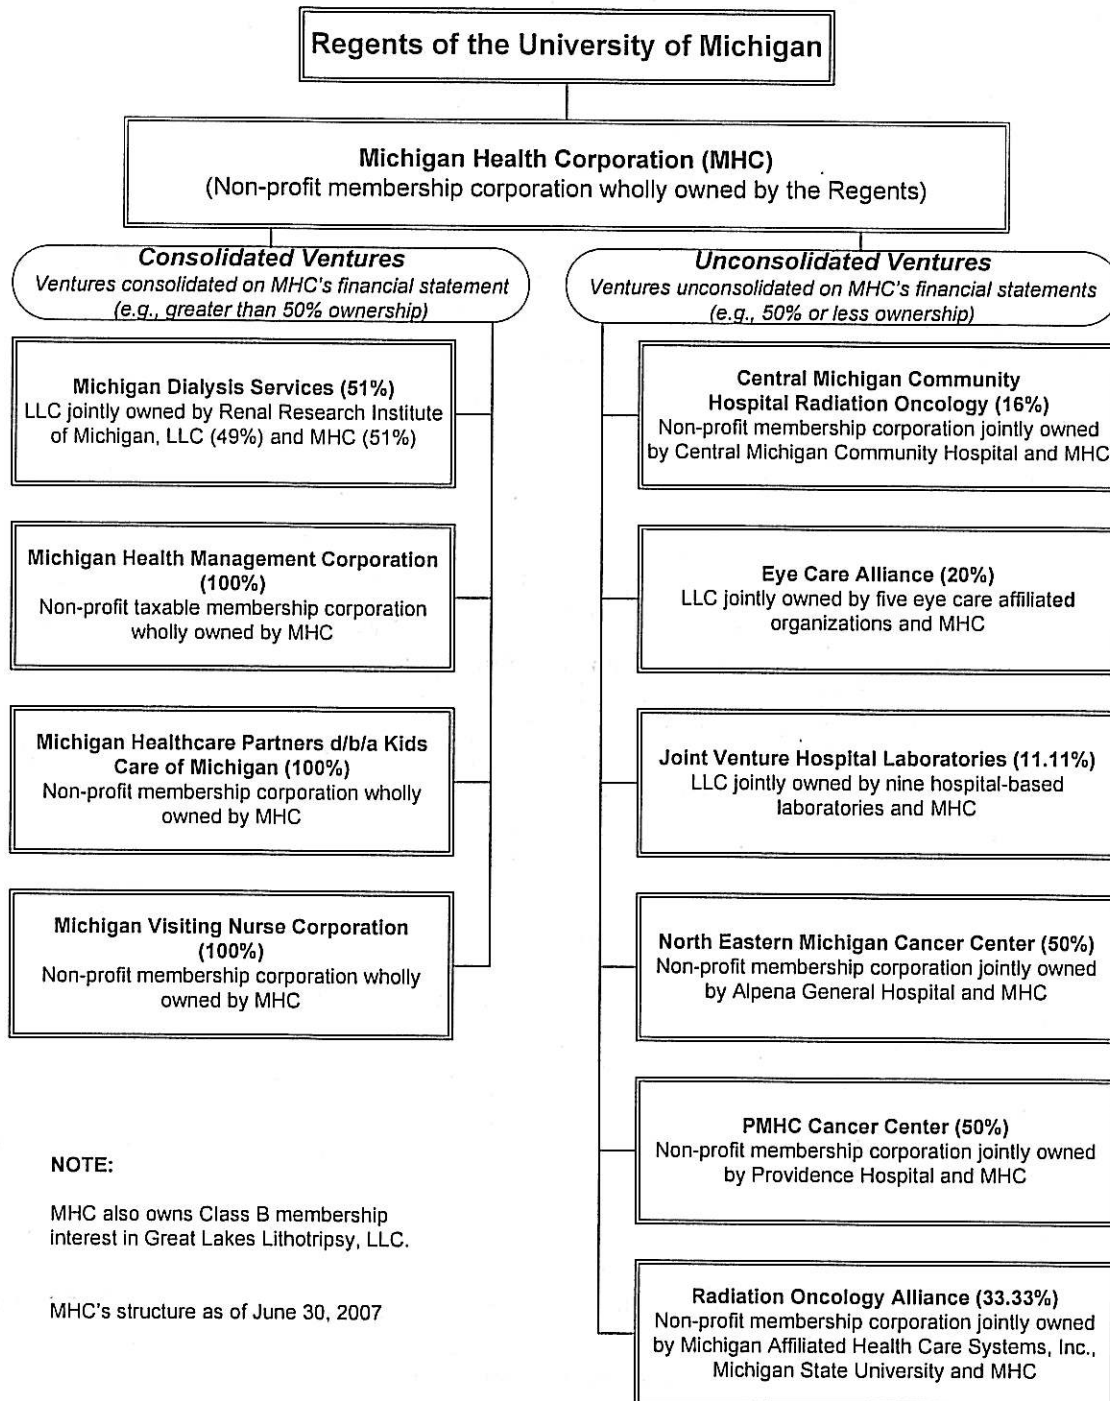 Regents of the University of Michigan
Michigan Health Corporation (MHC)
(Non-profit membership corporation wholly owned by the Regents)
Consolidated Ventures
Ventures consolidated on MHC's financial statement
(e.g., greater than 50% ownership)
Michigan Dialysis Services (51%)
LLC jointly owned by Renal Research Institute
of Michigan, LLC (49%) and MHC (51%)
Michigan Health Management Corporation
(100%)
Non-profit taxable membership corporation
wholly owned by MHC
Michigan Healthcare Partners d/b/a Kids
Care of Michigan (100%)
Non-profit membership corporation wholly
owned by MHC
Michigan Visiting Nurse Corporation
(100%)
Non-profit membership corporation wholly
owned by MHC
NOTE:
MHC also owns Class B membership
interest in Great Lakes Lithotripsy, LLC.
MHC's structure as of June 30, 2007
Unconsolidated Ventures
Ventures unconsolidated on MHC's financial statements
(e.g., 50% or less ownership)
Central Michigan Community
Hospital Radiation Oncology (16%)
Non-profit membership corporation jointly owned
by Central Michigan Community Hospital and MHC
Eye Care Alliance (20%)
LLC jointly owned by five eye care affiliated
organizations and MHC
Joint Venture Hospital Laboratories (11.11%)
LLC jointly owned by nine hospital-based
laboratories and MHC
North Eastern Michigan Cancer Center (50%)
Non-profit membership corporation jointly owned
by Alpena General Hospital and MHC
PMHC Cancer Center (50%)
Non-profit membership corporation jointly owned
by Providence Hospital and MHC
Radiation Oncology Alliance (33.33%)
Non-profit membership corporation jointly owned
by Michigan Affiliated Health Care Systems, Inc.,
Michigan State University and MHC